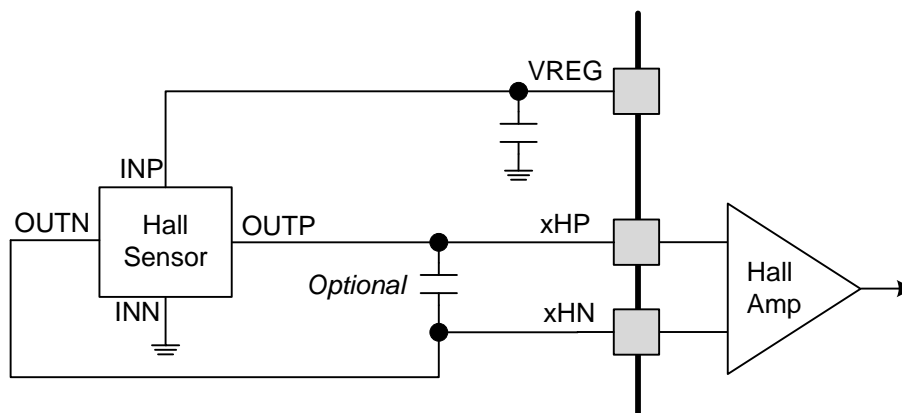 VREG
INP
OUTN
Hall
Sensor
OUTP
xHP
Optional
Hall
Amp
INN
xHN